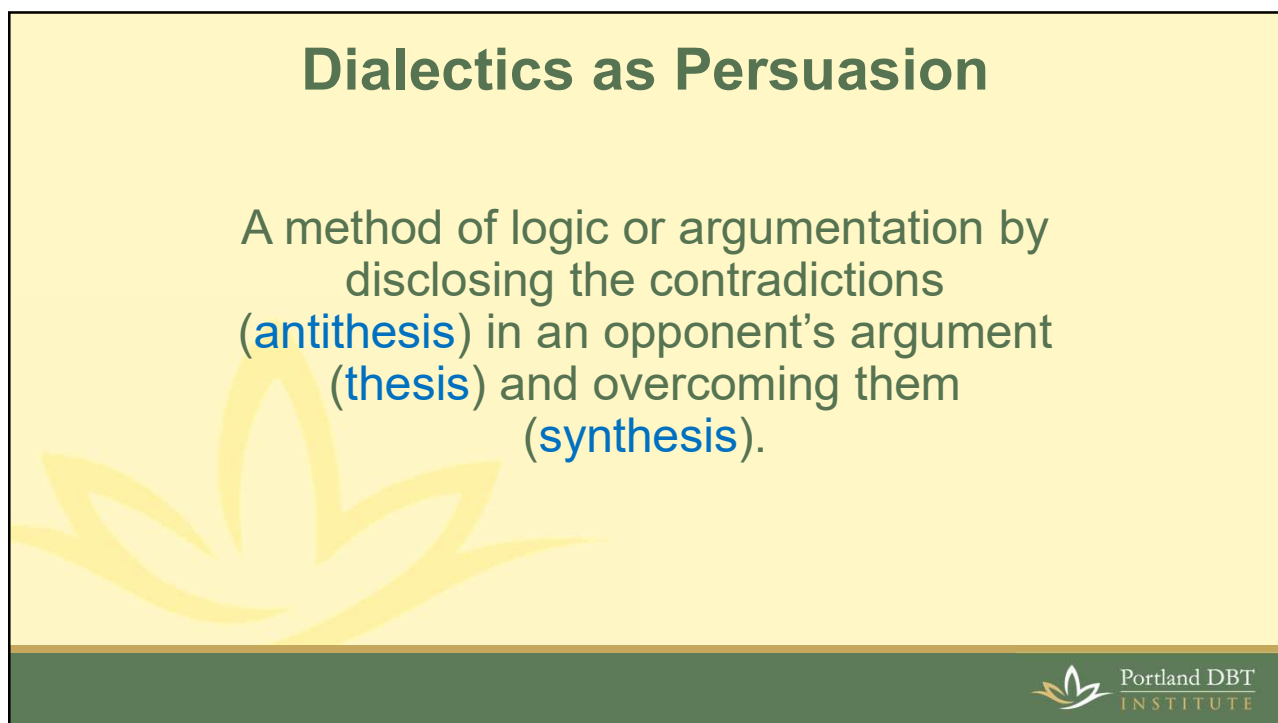 Dialectics as Persuasion
A method of logic or argumentation by
disclosing the contradictions
(antithesis) in an opponent’s argument
(thesis) and overcoming them
(synthesis).
Portland DBT
INSTITUTE